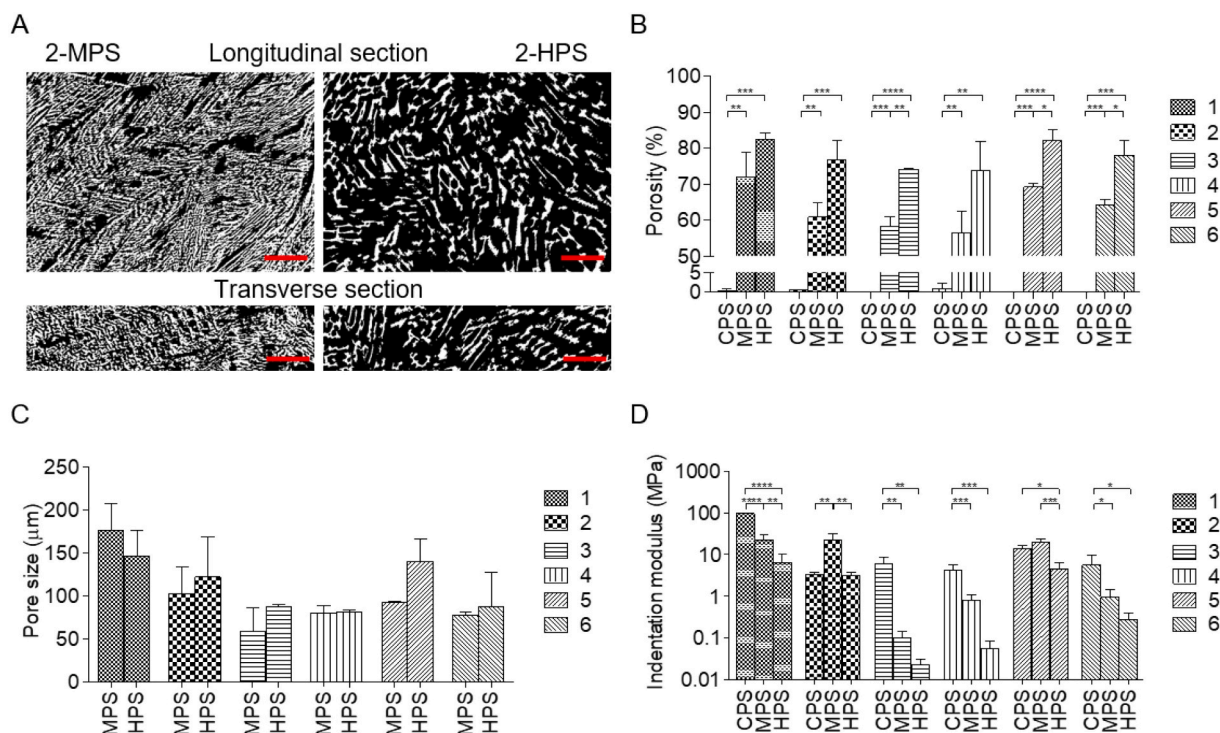 A
2-MPS Longitudinal section 2-HPS
Transverse section
B
Porosity (%)
100
90
80
70
60
50
5
0
*** *** **** ** **** ***
** ** *** ** ** *** * *** *
CPS MPS HPS CPS MPS HPS CPS MPS HPS CPS MPS HPS CPS MPS HPS CPS MPS HPS
1
2
3
4
5
6
C
Pore size (μm)
250
200
150
100
50
0
MPS HPS MPS HPS MPS HPS MPS HPS MPS HPS MPS HPS
1
2
3
4
5
6
D
Indentation modulus (MPa)
1000
100
10
1
0.1
0.01
**** ** *** * *
**** ** ** ** ** *** *** *
CPS MPS HPS CPS MPS HPS CPS MPS HPS CPS MPS HPS CPS MPS HPS CPS MPS HPS
1
2
3
4
5
6